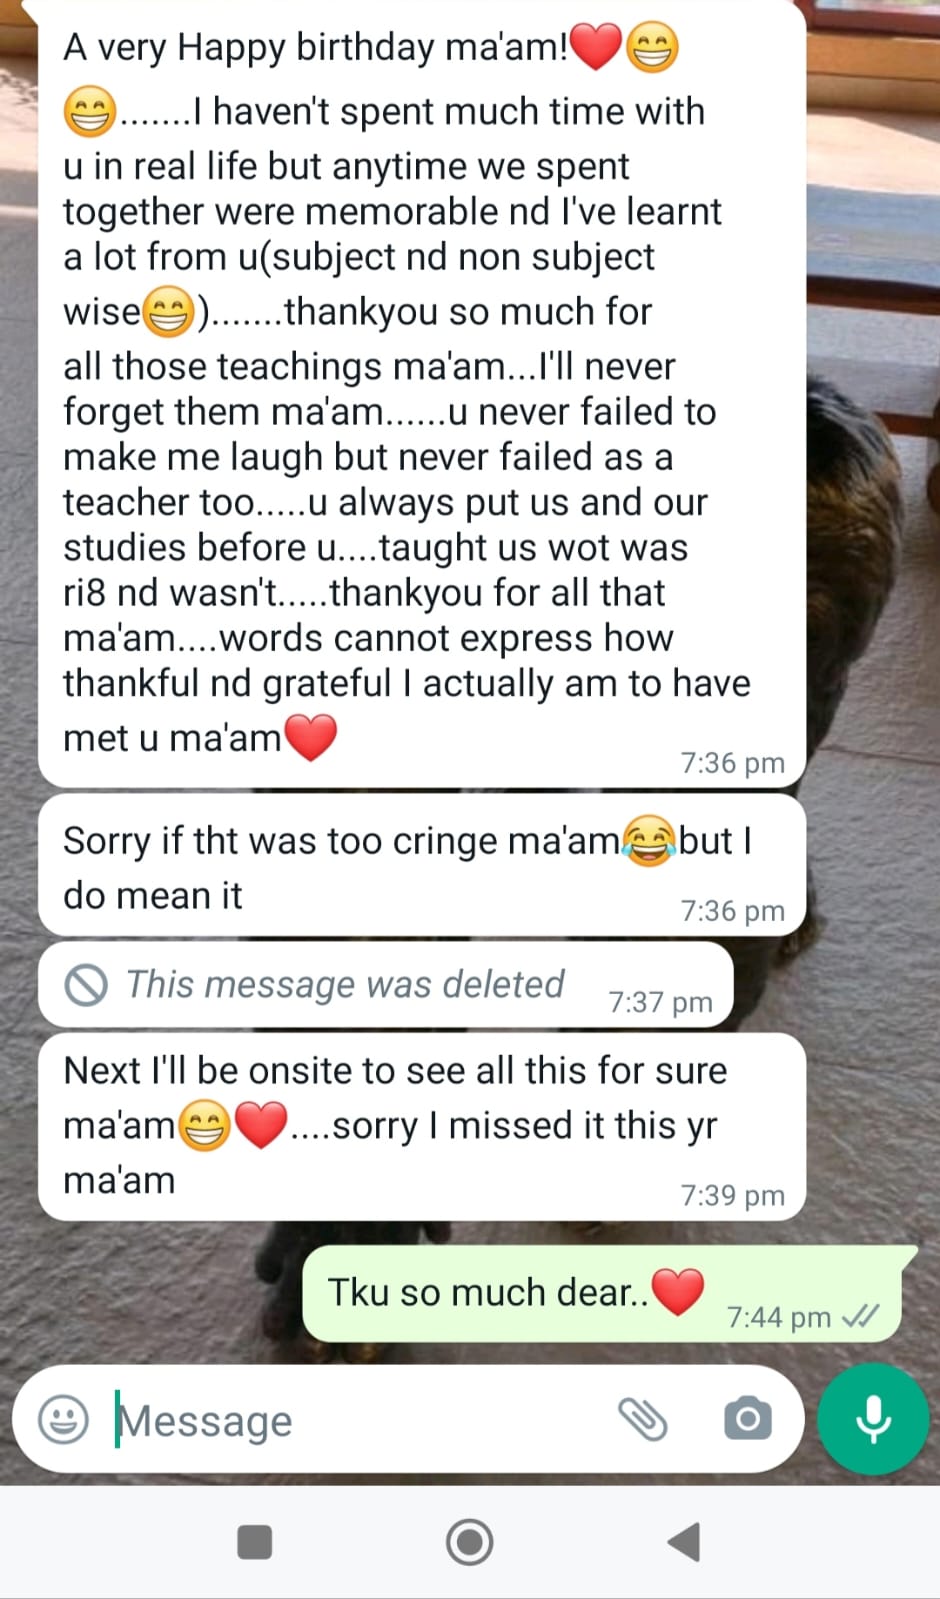 A very Happy birthday ma'am!❤️😁
😁.......I haven't spent much time with
u in real life but anytime we spent
together were memorable nd I've learnt
a lot from u(subject nd non subject
wise😁).......thankyou so much for
all those teachings ma'am...I'll never
forget them ma'am......u never failed to
make me laugh but never failed as a
teacher too.....u always put us and our
studies before u....taught us wot was
ri8 nd wasn't.....thankyou for all that
ma'am....words cannot express how
thankful nd grateful I actually am to have
met u ma'am❤️
7:36 pm
Sorry if tht was too cringe ma'am😂but I
do mean it
7:36 pm
This message was deleted
7:37 pm
Next I'll be onsite to see all this for sure
ma'am😁❤️....sorry I missed it this yr
ma'am
7:39 pm
Tku so much dear..❤️
7:44 pm
Message